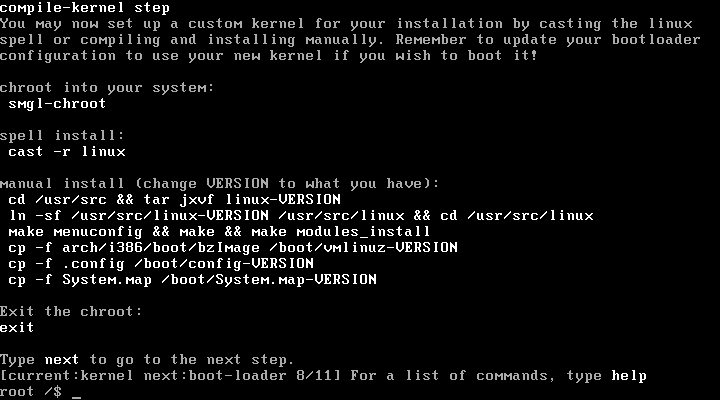 compile-kernel step
You may now set up a custom kernel for your installation by casting the linux
spell or compiling and installing manually. Remember to update your bootloader
configuration to use your new kernel if you wish to boot it!
chroot into your system:
smgl-chroot
spell install:
cast -r linux
manual install (change VERSION to what you have):
cd /usr/src && tar jxvf linux-VERSION
ln -sf /usr/src/linux-VERSION /usr/src/linux && cd /usr/src/linux
make menuconfig && make && make modules_install
cp -f arch/i386/boot/bzImage /boot/vmlinuz-VERSION
cp -f .config /boot/config-VERSION
cp -f System.map /boot/System.map-VERSION
Exit the chroot:
exit
Type next to go to the next step.
[current:kernel next:boot-loader 8/11] For a list of commands, type help
root /$ _